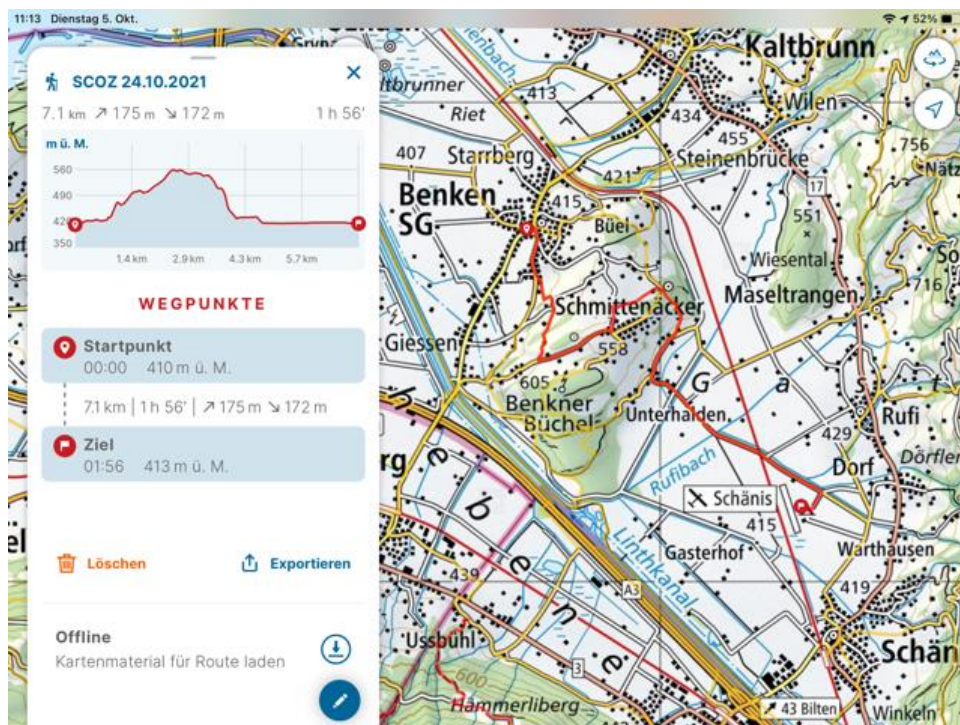 11:13 Dienstag 5. Okt.
52%
SCOZ 24.10.2021
7.1 km ↗ 175 m ↘ 172 m 1 h 56'
m ü. M.
560
490
420
350
1.4 km 2.9 km 4.3 km 5.7 km
WEGPUNKTE
Startpunkt
00:00 410 m ü. M.
7.1 km | 1 h 56' | ↗ 175 m ↘ 172 m
Ziel
01:56 413 m ü. M.
Löschen
Exportieren
Offline
Kartenmaterial für Route laden
Kaltbrunn
413
Riet
434
Wilen
455
407
Starrberg
Steinenbrücke
756
421
17
Benken
SG
415
Büel
551
Wiesental
716
Schmittenäcker
Maseltrangen
Giessen
558
605
Benkner
Büchel
G a s t
Unterhalden
Rufi
429
Dorf
Rufibach
Schänis
415
Linthkanal
Gasterhof
Warthausen
419
A3
439
Ussbühl
3
600
Hämmerliberg
43 Bilten
Winkeln